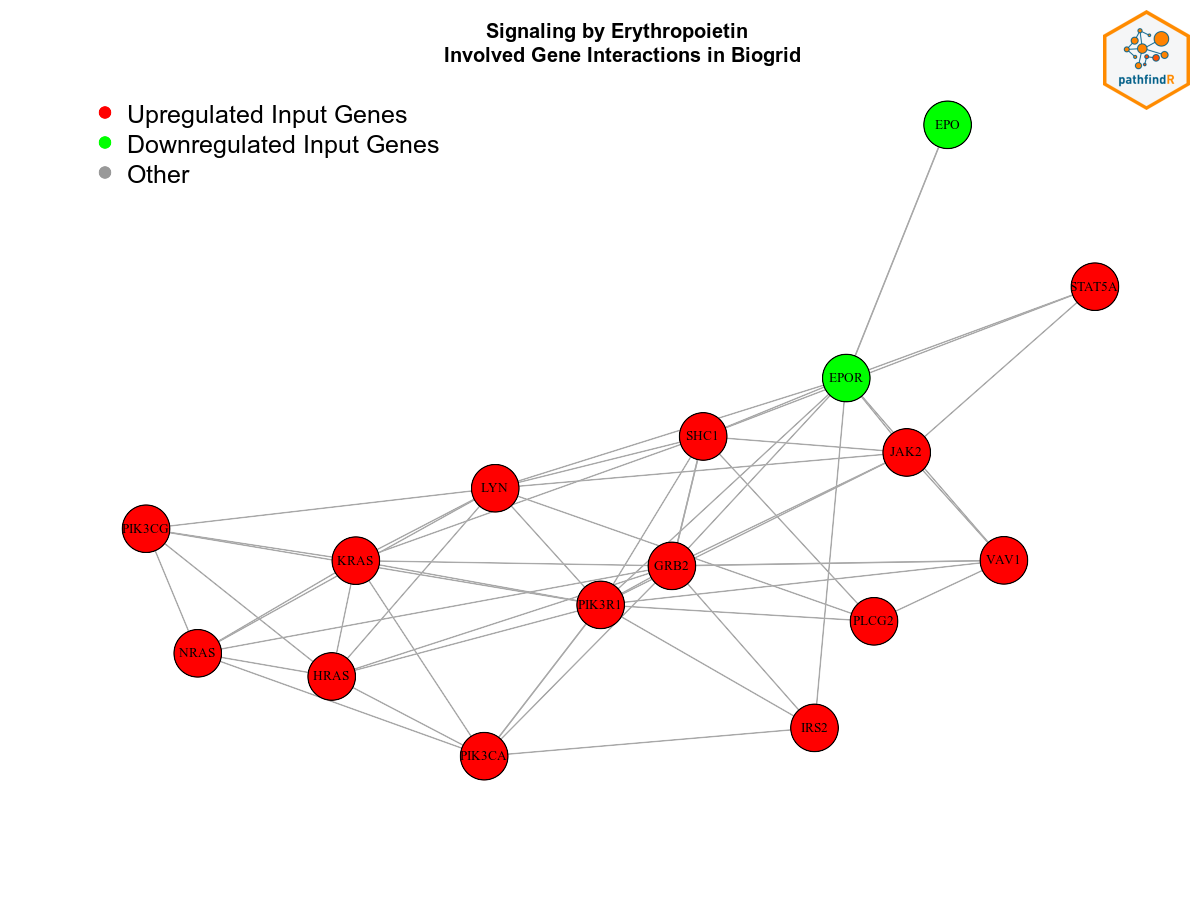 Signaling by Erythropoietin
Involved Gene Interactions in Biogrid
pathfindR
Upregulated Input Genes
Downregulated Input Genes
Other
EPO
STAT5A
EPOR
SHC1
JAK2
LYN
PIK3CG
KRAS
GRB2
VAV1
PIK3R1
PLCG2
NRAS
HRAS
IRS2
PIK3CA